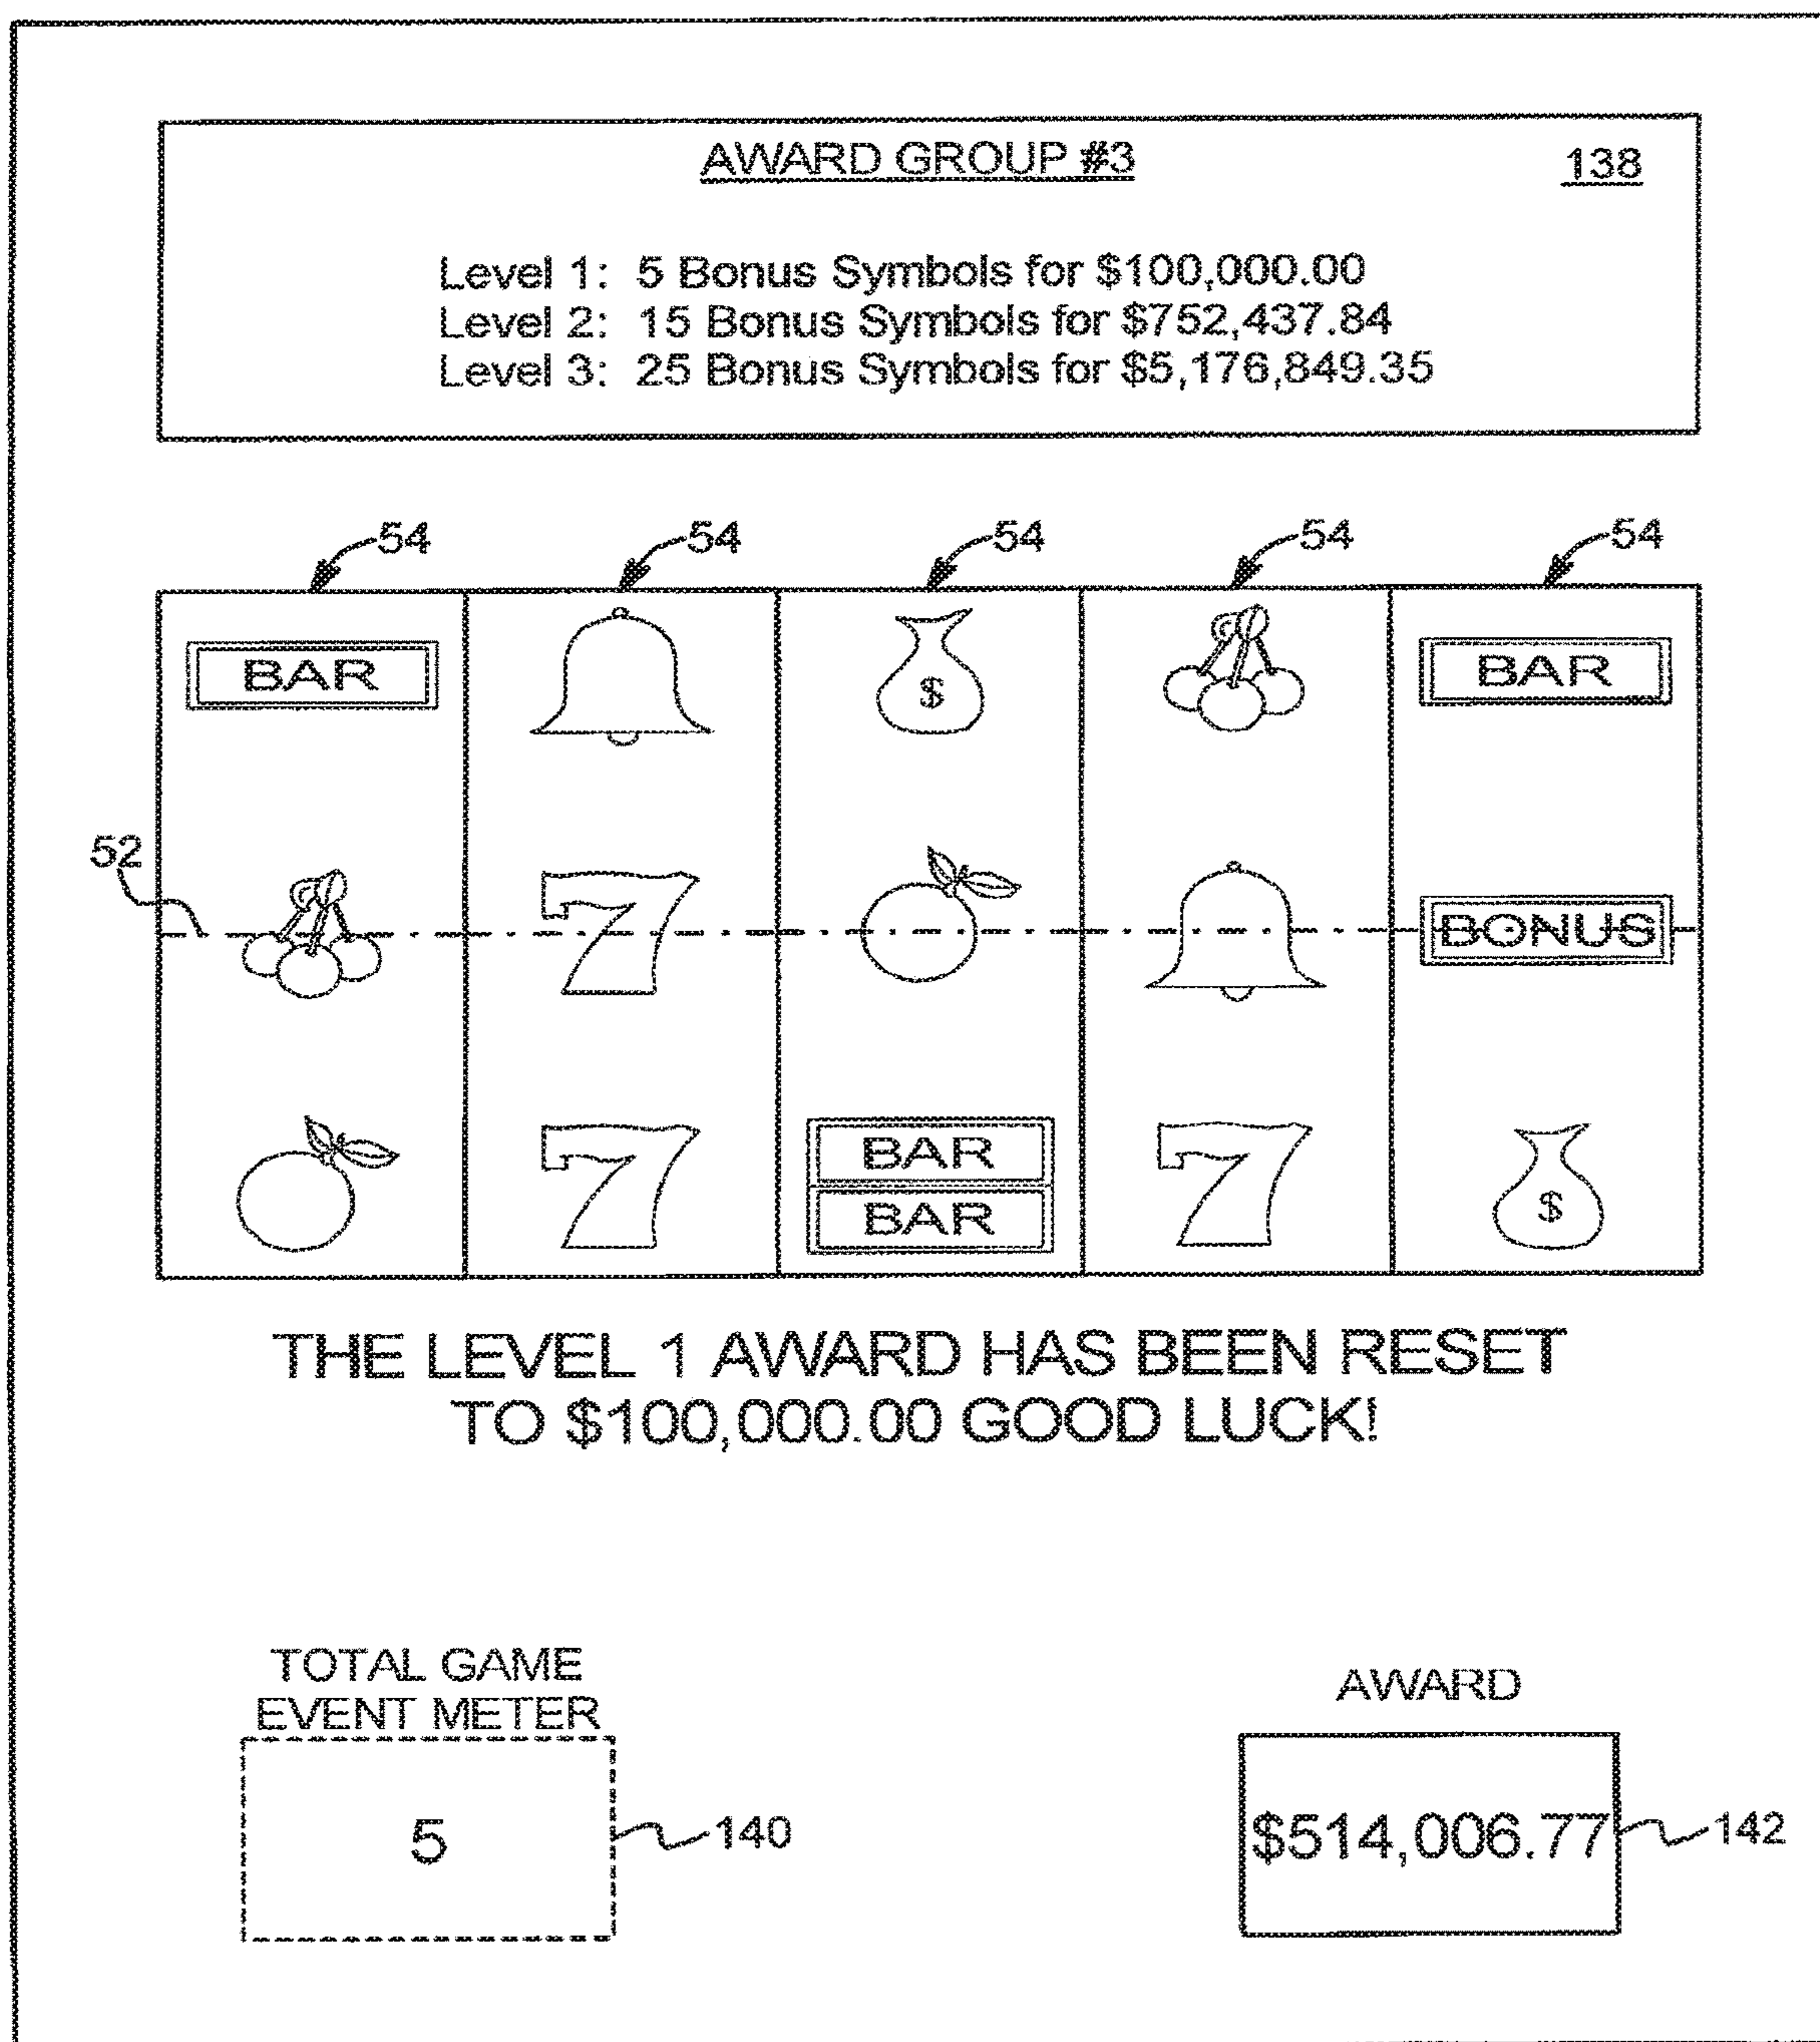 AWARD GROUP #3
138
Level 1: 5 Bonus Symbols for $100,000.00
Level 2: 15 Bonus Symbols for $752,437.84
Level 3: 25 Bonus Symbols for $5,176,849.35
54 54 54 54 54
BAR $ BAR
52
BONUS
BAR
BAR
$
THE LEVEL 1 AWARD HAS BEEN RESET
TO $100,000.00 GOOD LUCK!
TOTAL GAME
EVENT METER
5
140
AWARD
$514,006.77
142